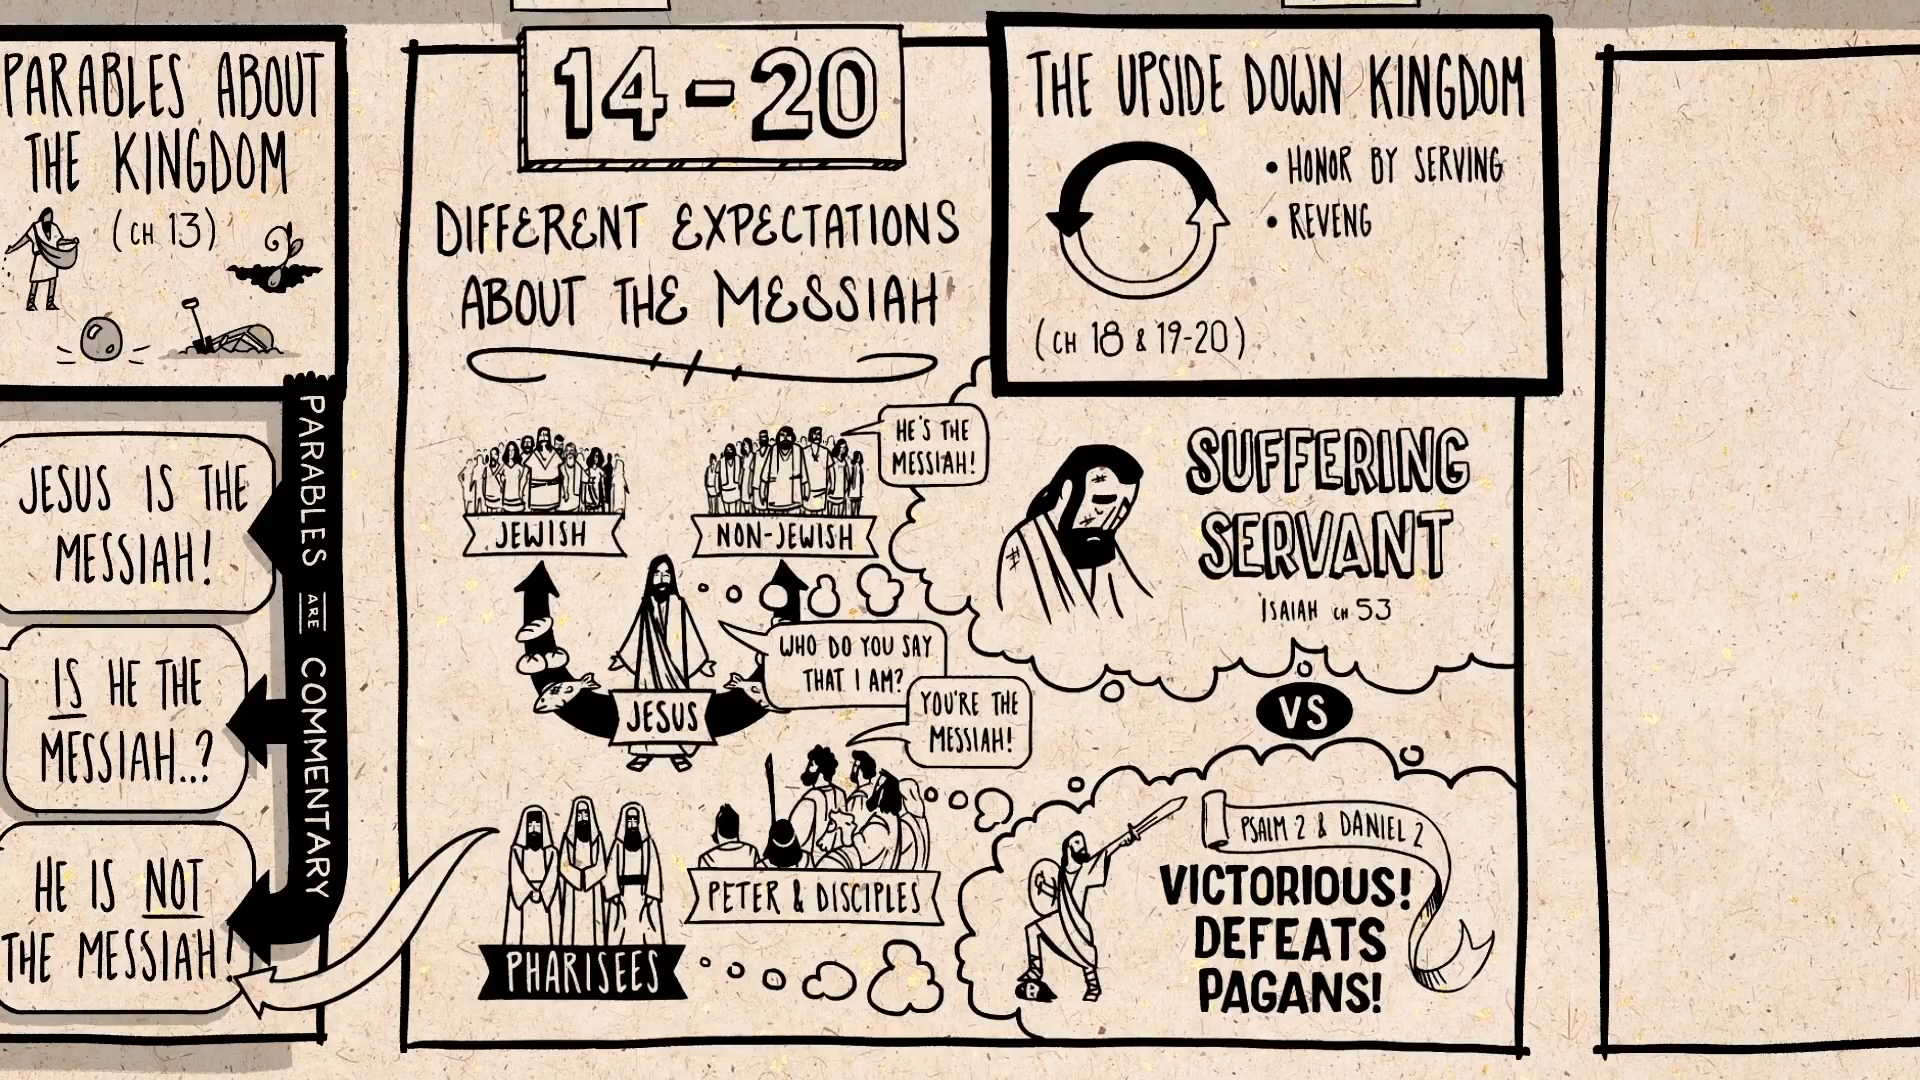 PARABLES ABOUT
THE KINGDOM
(CH 13)
PARABLES ARE COMMENTARY
JESUS IS THE
MESSIAH!
IS HE THE
MESSIAH..?
HE IS NOT
THE MESSIAH!
14-20
DIFFERENT EXPECTATIONS
ABOUT THE MESSIAH
JEWISH
NON-JEWISH
HE'S THE
MESSIAH!
JESUS
WHO DO YOU SAY
THAT I AM?
YOU'RE THE
MESSIAH!
PETER & DISCIPLES
PHARISEES
THE UPSIDE DOWN KINGDOM
• HONOR BY SERVING
• REVENG
(CH 18 & 19-20)
SUFFERING
SERVANT
ISAIAH CH 53
VS
PSALM 2 & DANIEL 2
VICTORIOUS!
DEFEATS
PAGANS!